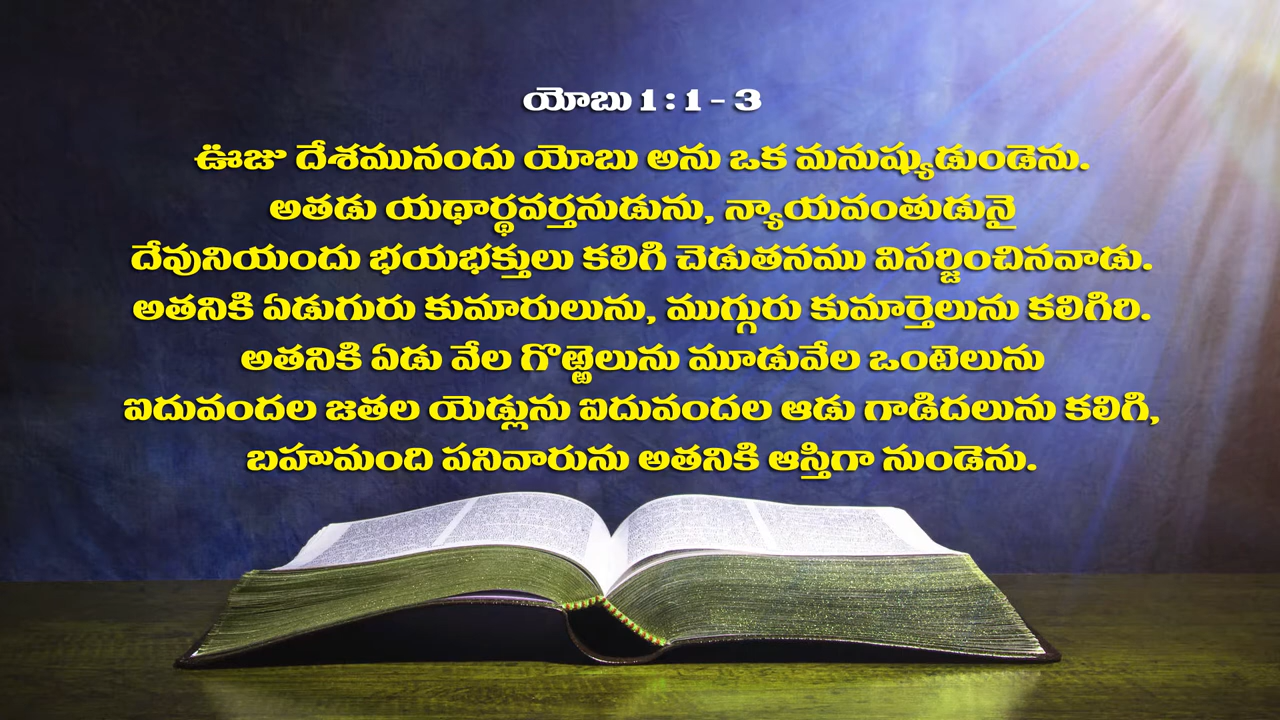 యోబు 1 : 1 - 3
ఊజు దేశమునందు యోబు అను ఒక మనుష్యుడుండెను.
అతడు యథార్థవర్తనుడును, న్యాయవంతుడునై
దేవునియందు భయభక్తులు కలిగి చెడుతనము విసర్జించినవాడు.
అతనికి ఏడుగురు కుమారులును, ముగ్గురు కుమార్తెలును కలిగిరి.
అతనికి ఏడు వేల గొఱ్ఱెలును మూడువేల ఒంటెలును
ఐదువందల జతల యెడ్లును ఐదువందల ఆడు గాడిదలును కలిగి,
బహుమంది పనివారును అతనికి ఆస్తిగా నుండెను.